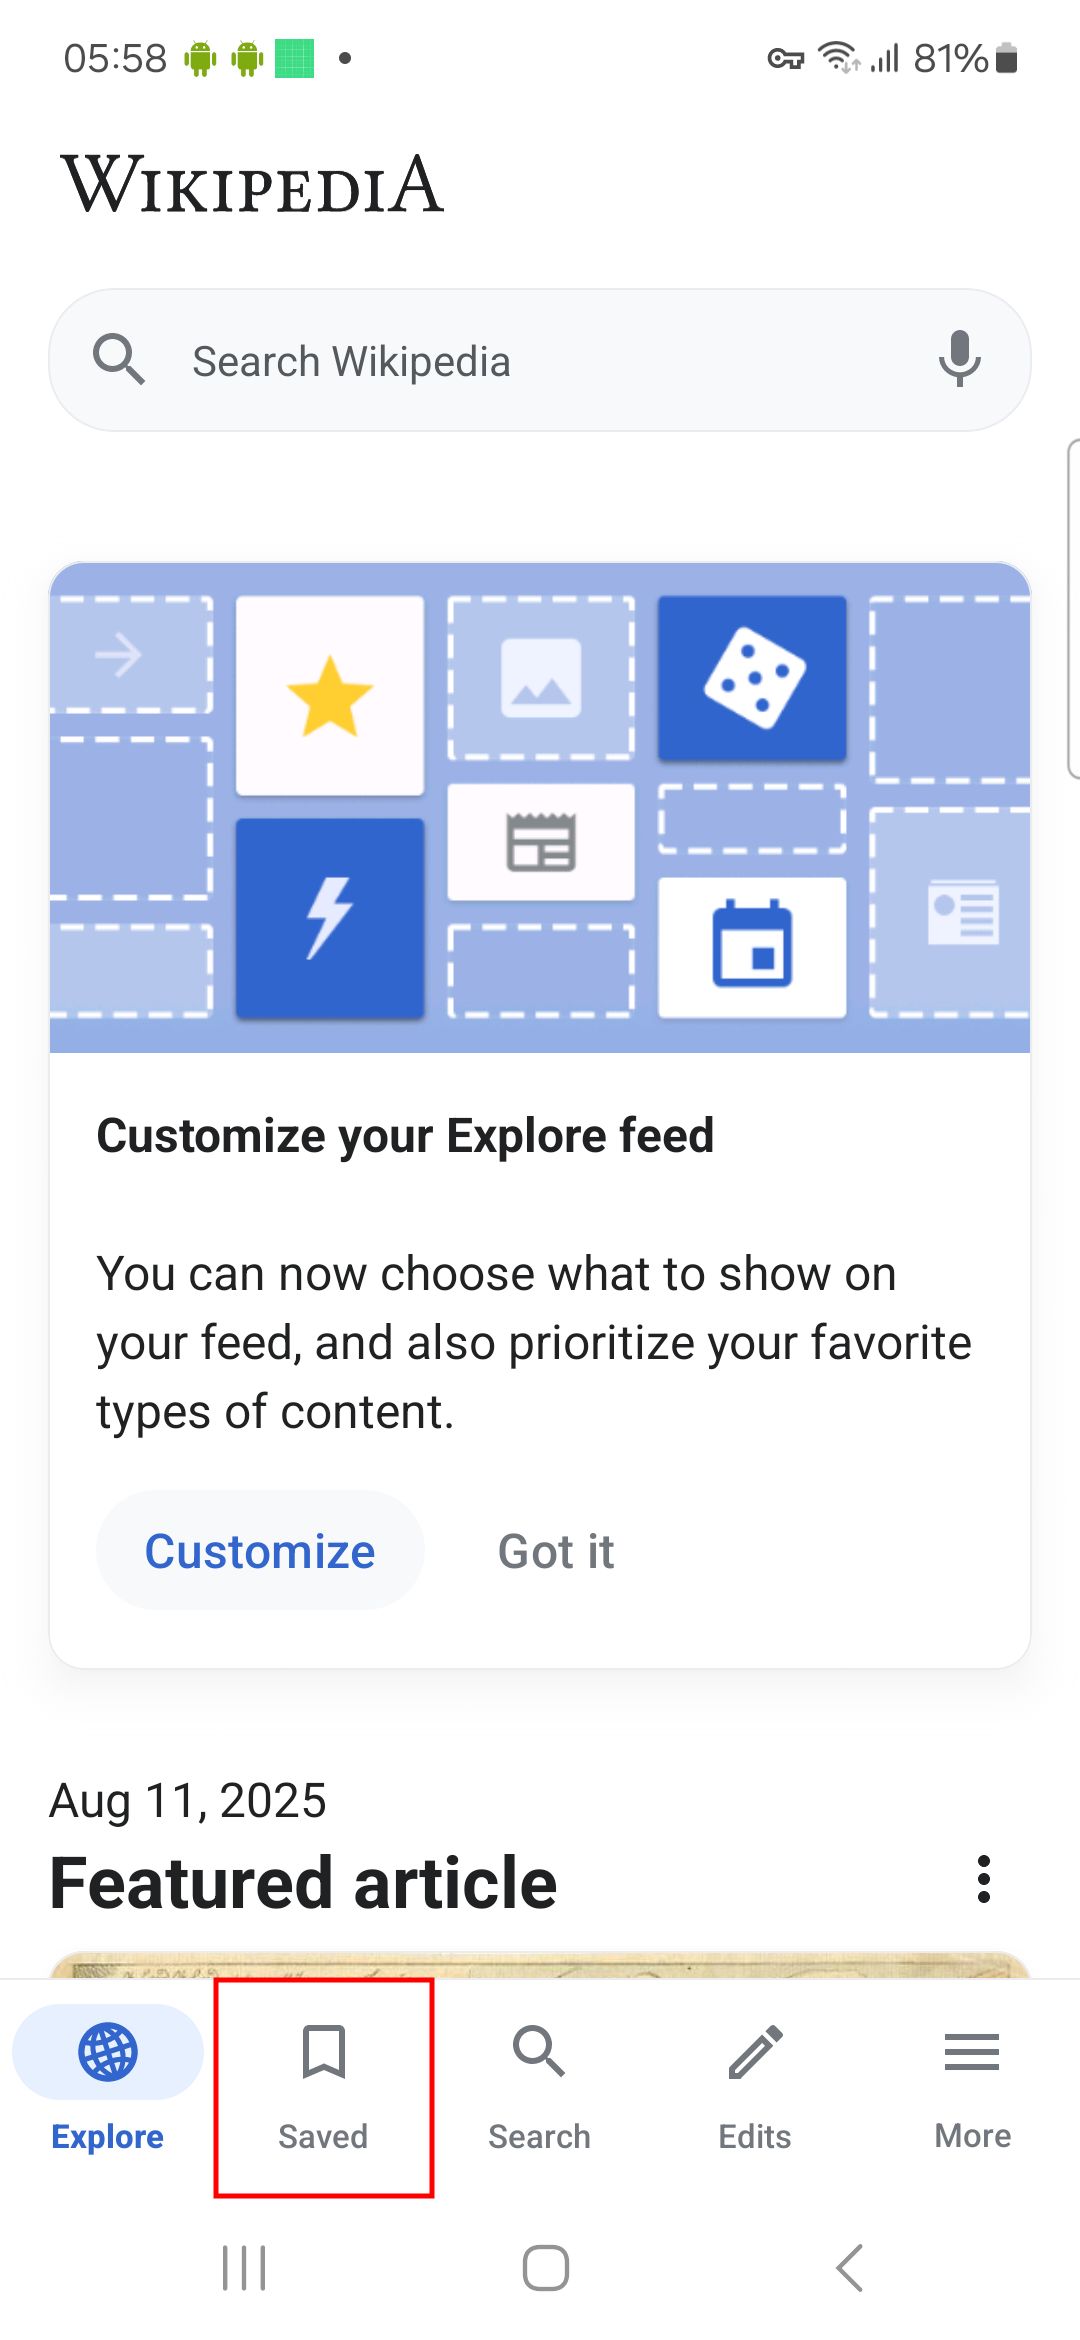 05:58
81%
WIKIPEDIA
Search Wikipedia
Customize your Explore feed
You can now choose what to show on
your feed, and also prioritize your favorite
types of content.
Customize
Got it
Aug 11, 2025
Featured article
Explore
Saved
Search
Edits
More